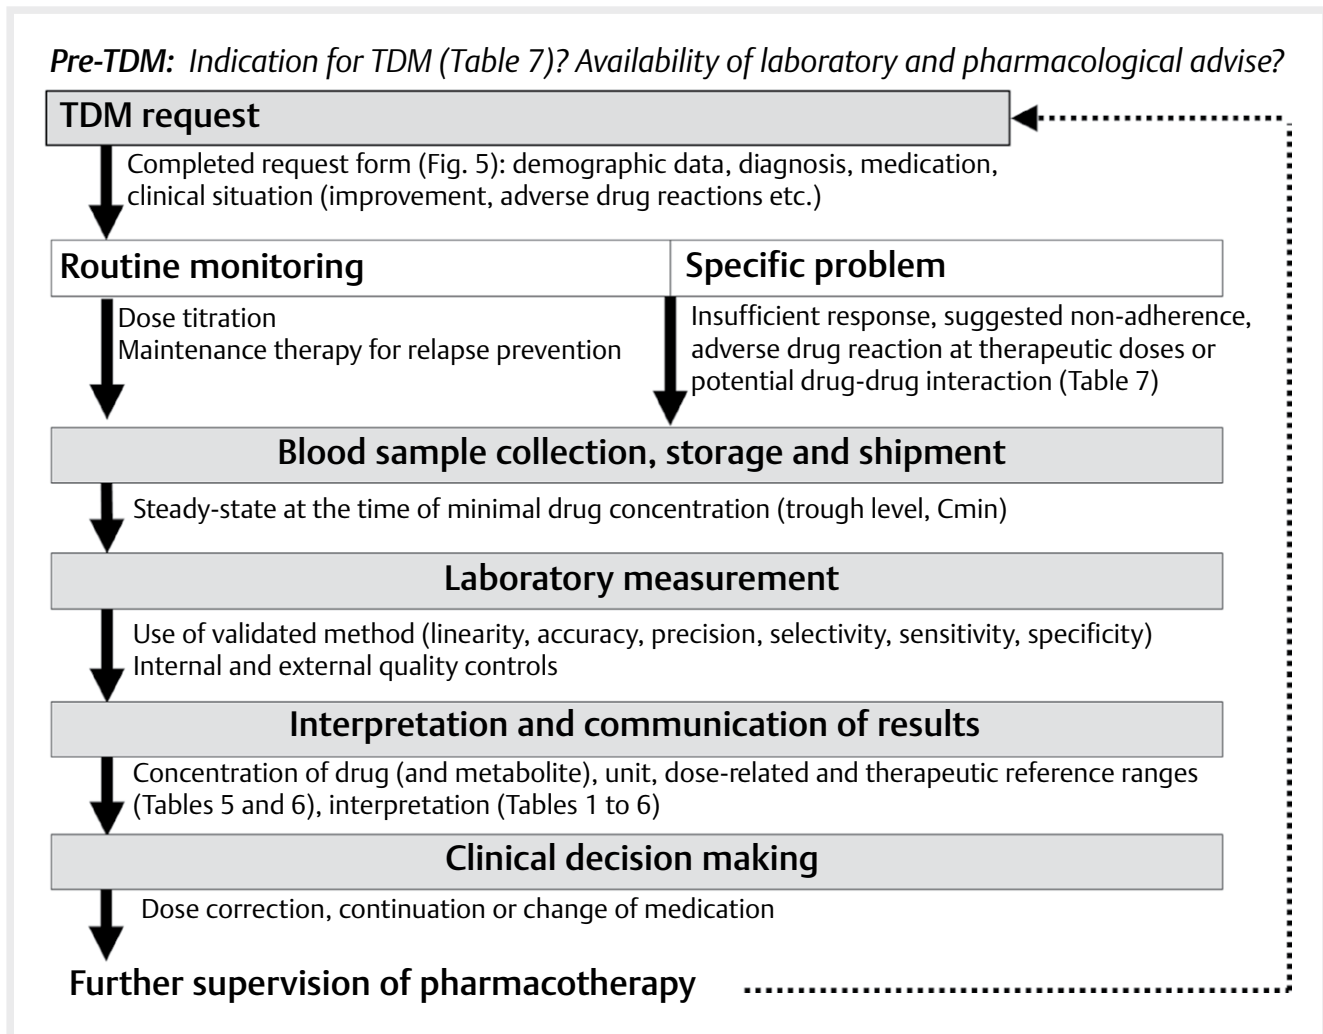 Pre-TDM: Indication for TDM (Table 7)? Availability of laboratory and pharmacological advise?
TDM request
Completed request form (Fig. 5): demographic data, diagnosis, medication,
clinical situation (improvement, adverse drug reactions etc.)
Routine monitoring
Specific problem
Dose titration
Maintenance therapy for relapse prevention
Insufficient response, suggested non-adherence,
adverse drug reaction at therapeutic doses or
potential drug-drug interaction (Table 7)
Blood sample collection, storage and shipment
Steady-state at the time of minimal drug concentration (trough level, Cmin)
Laboratory measurement
Use of validated method (linearity, accuracy, precision, selectivity, sensitivity, specificity)
Internal and external quality controls
Interpretation and communication of results
Concentration of drug (and metabolite), unit, dose-related and therapeutic reference ranges
(Tables 5 and 6), interpretation (Tables 1 to 6)
Clinical decision making
Dose correction, continuation or change of medication
Further supervision of pharmacotherapy